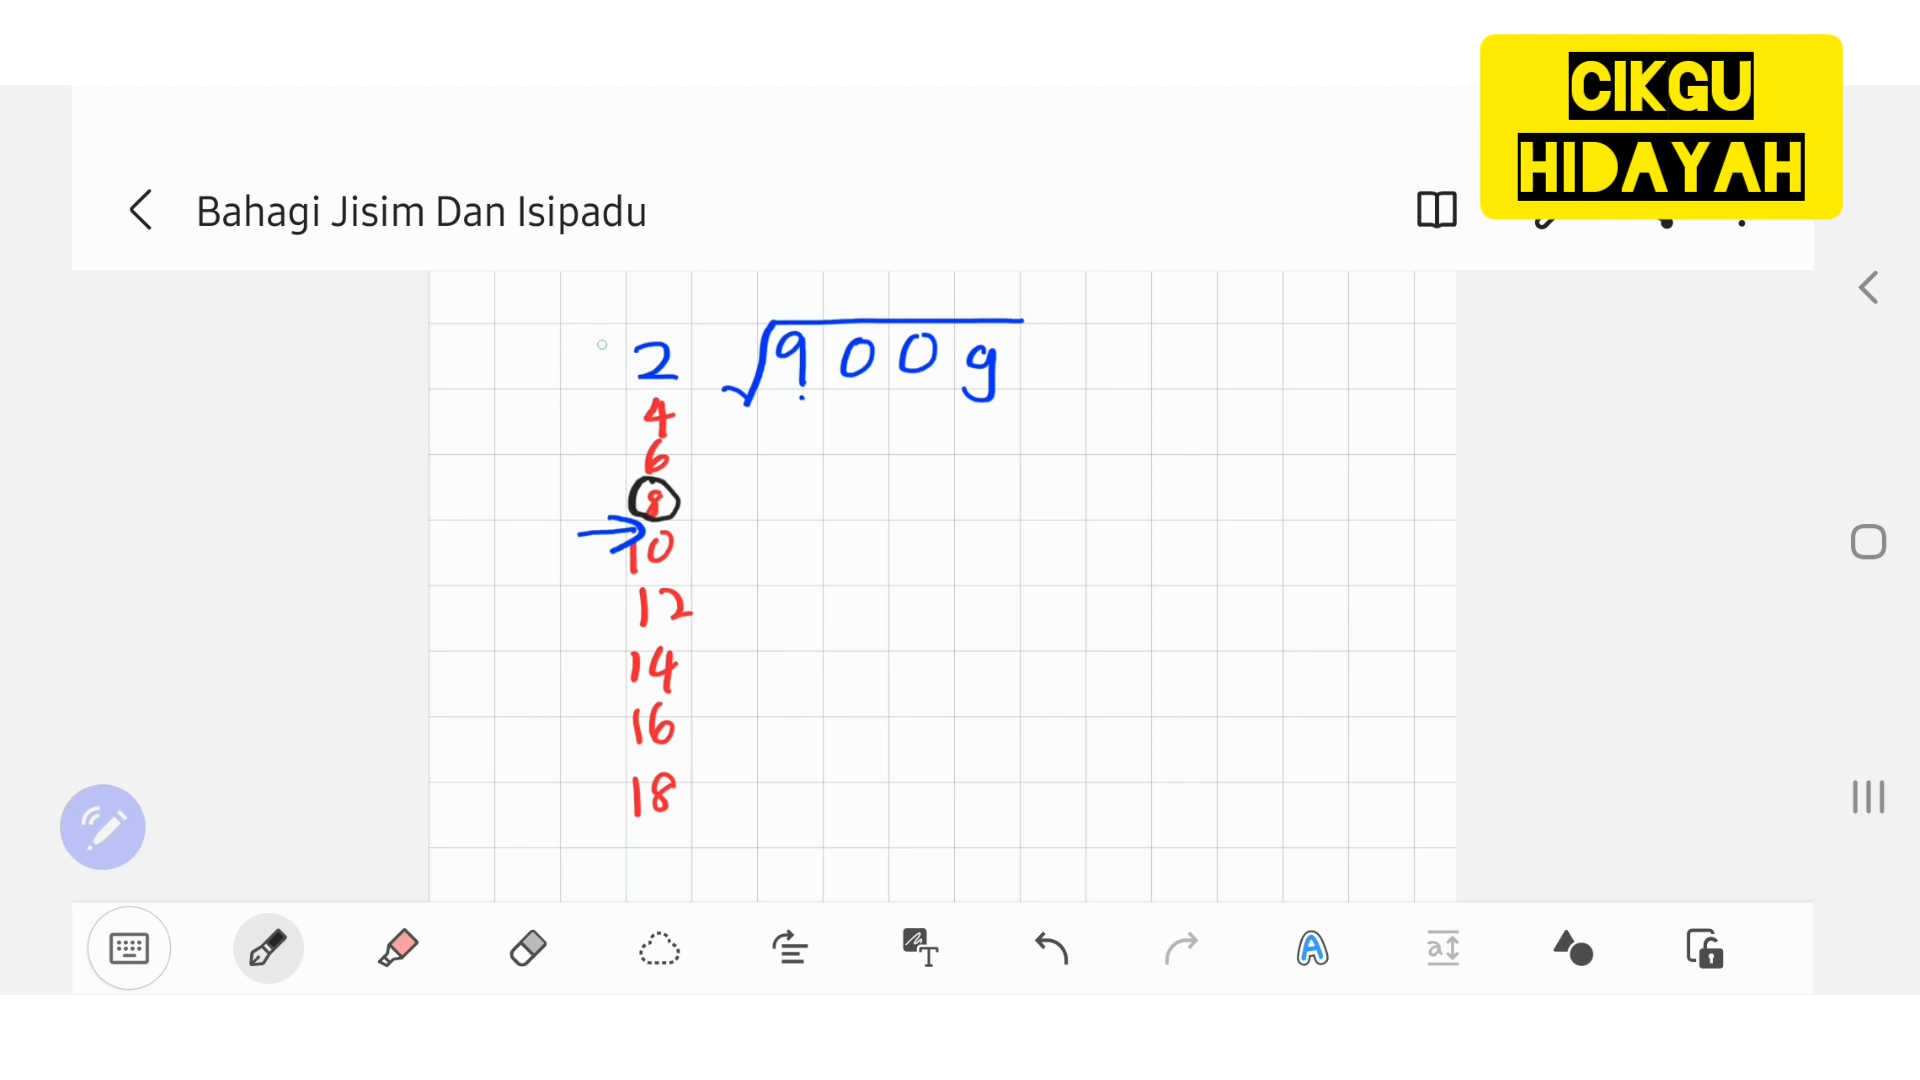 CIKGU
HIDAYAH
Bahagi Jisim Dan Isipadu
2 √900g
4
6
8
10
12
14
16
18